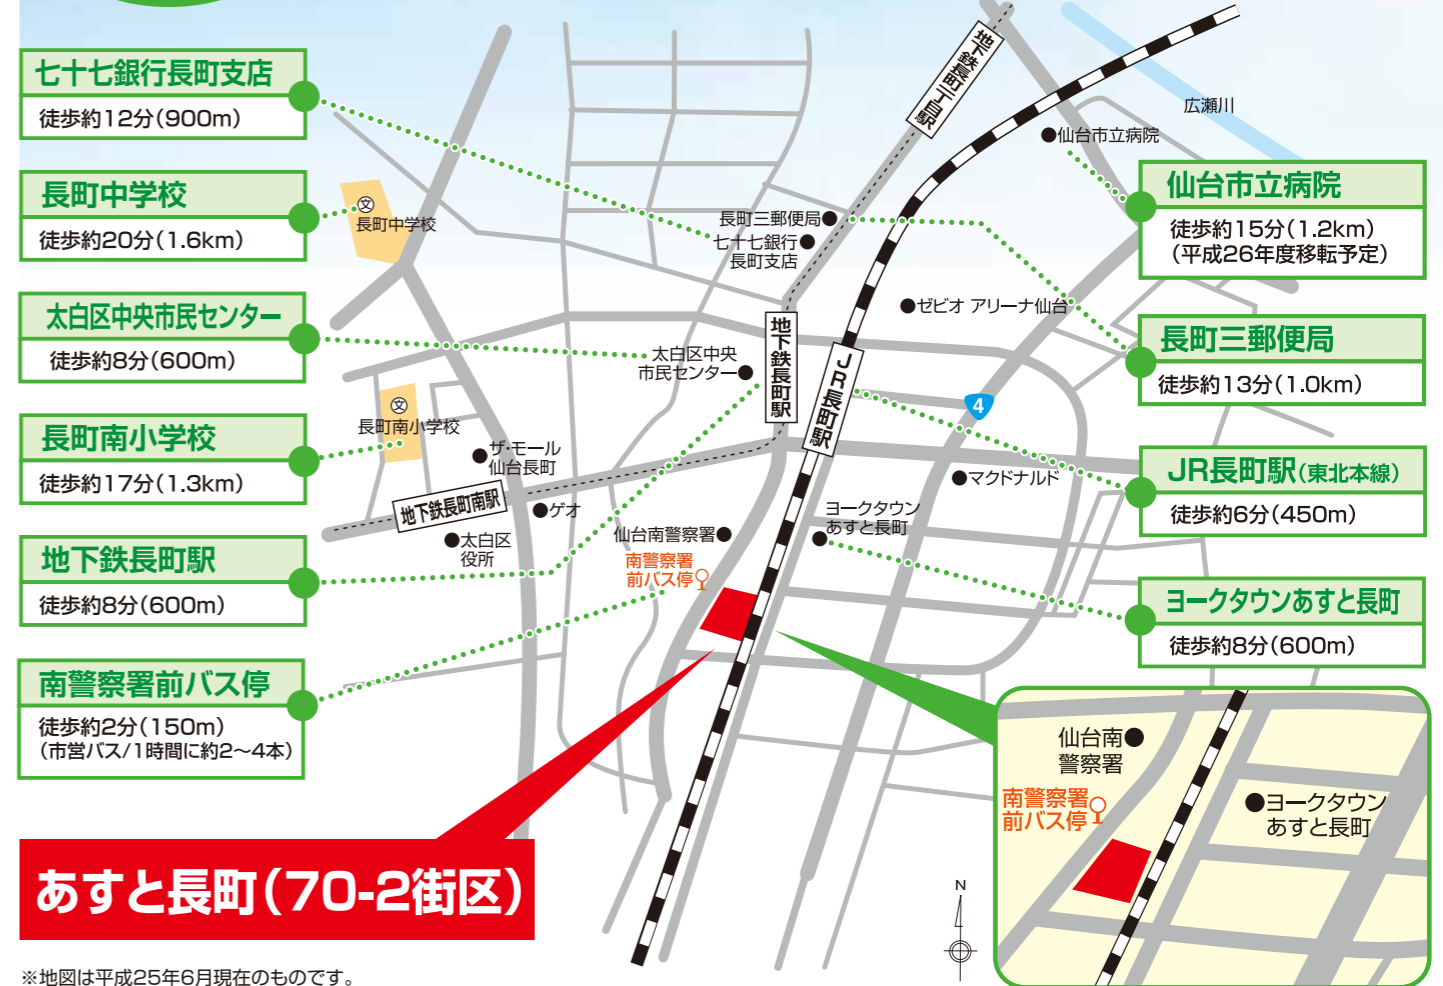 七十七銀行長町支店
徒歩約12分(900m)
長町中学校
徒歩約20分(1.6km)
太白区中央市民センター
徒歩約8分(600m)
長町南小学校
徒歩約17分(1.3km)
地下鉄長町駅
徒歩約8分(600m)
南警察署前バス停
徒歩約2分(150m)
(市営バス/1時間に約2〜4本)
仙台市立病院
徒歩約15分(1.2km)
(平成26年度移転予定)
長町三郵便局
徒歩約13分(1.0km)
JR長町駅(東北本線)
徒歩約6分(450m)
ヨークタウンあすと長町
徒歩約8分(600m)
地下鉄長町一丁目駅
広瀬川
仙台市立病院
文
長町中学校
長町三郵便局
七十七銀行
長町支店
ゼビオ アリーナ仙台
地下鉄長町駅
JR長町駅
太白区中央
市民センター
4
文
長町南小学校
ザ・モール
仙台長町
マクドナルド
地下鉄長町南駅
ゲオ
太白区
役所
仙台南警察署
ヨークタウン
あすと長町
南警察署
前バス停
仙台南
警察署
南警察署
前バス停
ヨークタウン
あすと長町
N
あすと長町(70-2街区)
※地図は平成25年6月現在のものです。